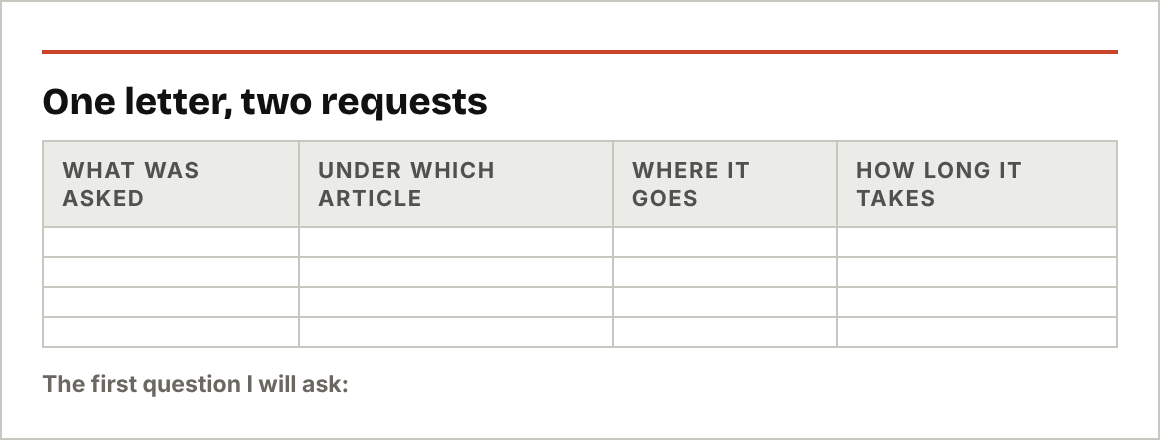 One letter, two requests
WHAT WAS ASKED
UNDER WHICH ARTICLE
WHERE IT GOES
HOW LONG IT TAKES
The first question I will ask: